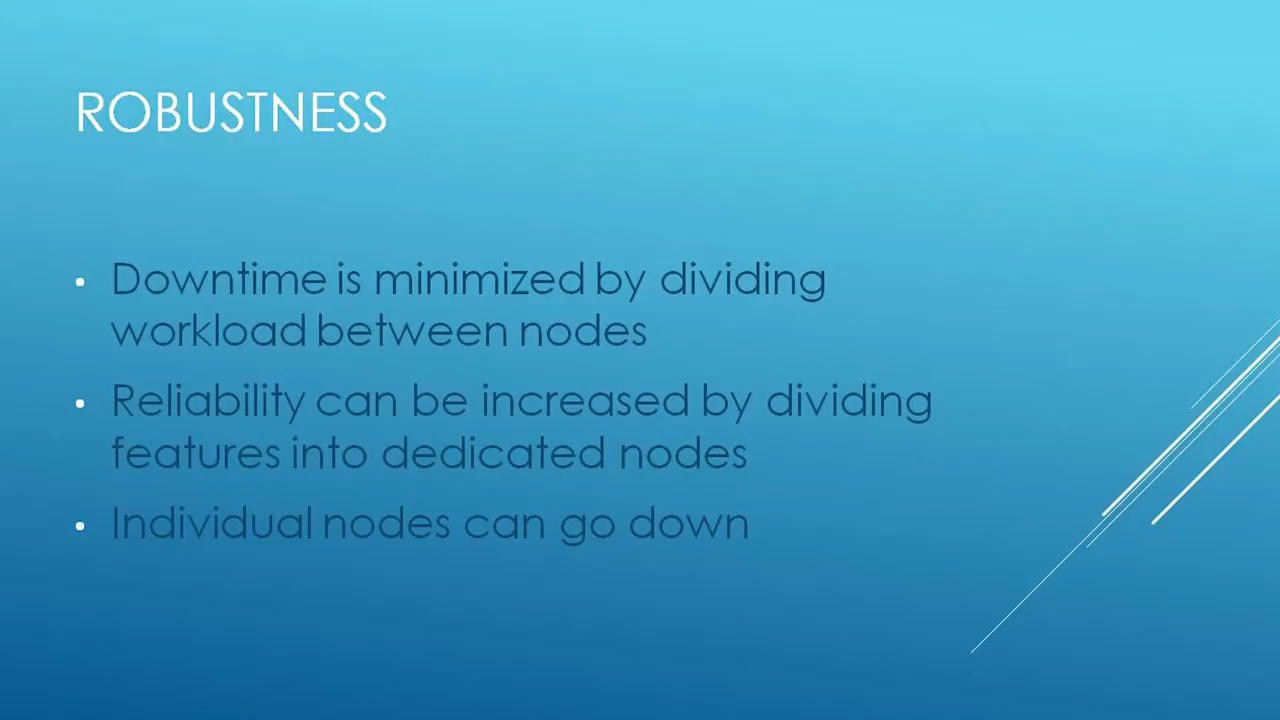 ROBUSTNESS
• Downtime is minimized by dividing
workload between nodes
• Reliability can be increased by dividing
features into dedicated nodes
• Individual nodes can go down